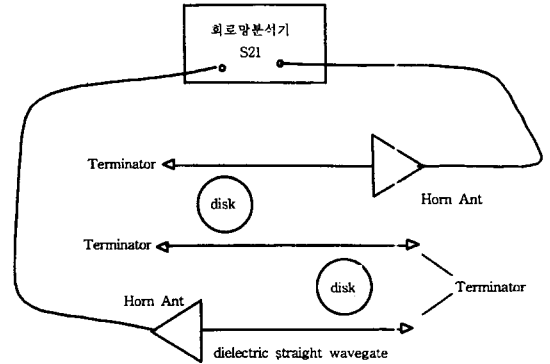 회로망분석기
S21
Terminator
Horn Ant
disk
Terminator
disk
Terminator
Horn Ant
dielectric straight wavegate